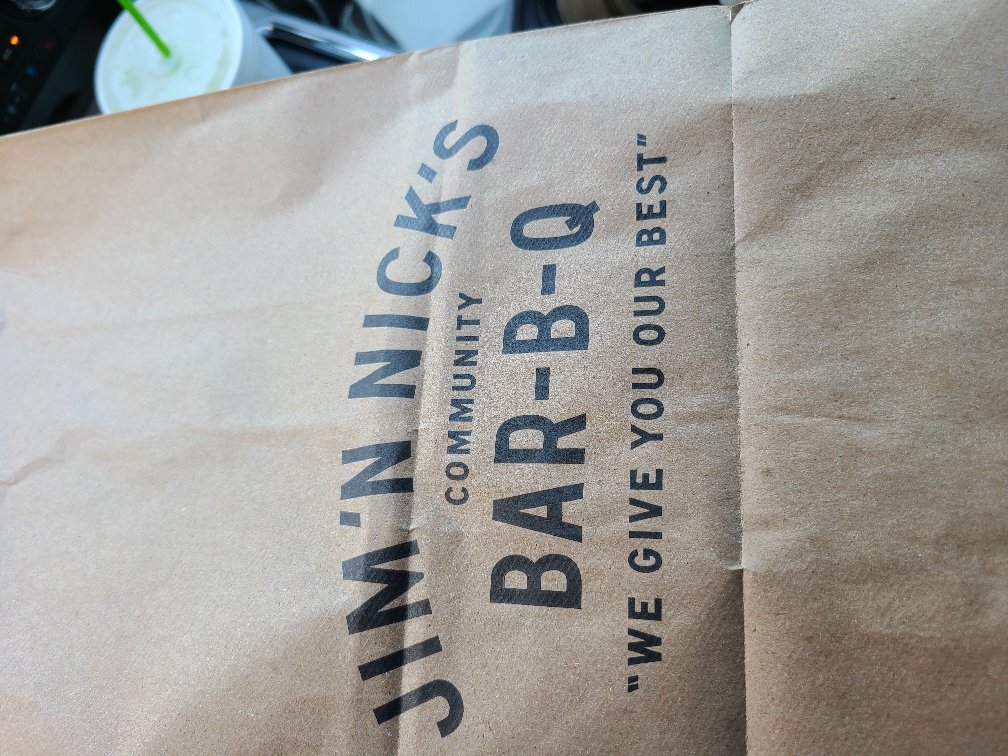 JIM 'N NICK'S
COMMUNITY
BAR-B-Q
"WE GIVE YOU OUR BEST"